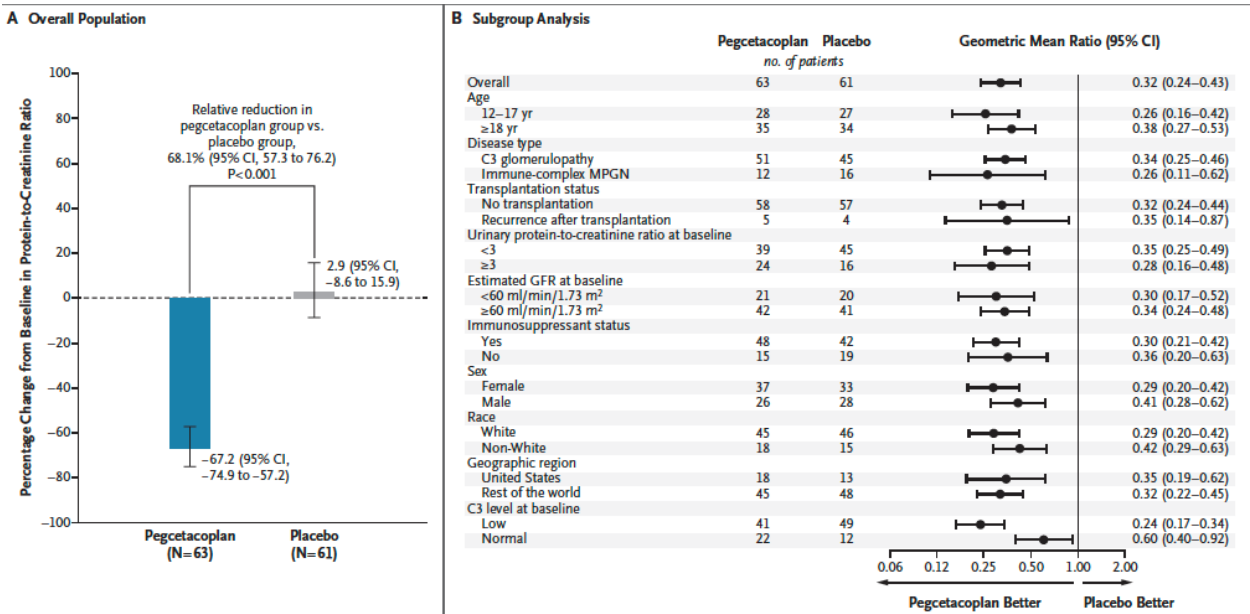 A Overall Population
Percentage Change from Baseline in Protein-to-Creatinine Ratio
100
80
60
40
20
0
−20
−40
−60
−80
−100
Relative reduction in
pegcetacoplan group vs.
placebo group,
68.1% (95% CI, 57.3 to 76.2)
P<0.001
2.9 (95% CI,
−8.6 to 15.9)
−67.2 (95% CI,
−74.9 to −57.2)
Pegcetacoplan
(N=63)
Placebo
(N=61)
B Subgroup Analysis
Pegcetacoplan Placebo Geometric Mean Ratio (95% CI)
no. of patients
Overall 63 61 0.32 (0.24–0.43)
Age
12–17 yr 28 27 0.26 (0.16–0.42)
≥18 yr 35 34 0.38 (0.27–0.53)
Disease type
C3 glomerulopathy 51 45 0.34 (0.25–0.46)
Immune-complex MPGN 12 16 0.26 (0.11–0.62)
Transplantation status
No transplantation 58 57 0.32 (0.24–0.44)
Recurrence after transplantation 5 4 0.35 (0.14–0.87)
Urinary protein-to-creatinine ratio at baseline
<3 39 45 0.35 (0.25–0.49)
≥3 24 16 0.28 (0.16–0.48)
Estimated GFR at baseline
<60 ml/min/1.73 m² 21 20 0.30 (0.17–0.52)
≥60 ml/min/1.73 m² 42 41 0.34 (0.24–0.48)
Immunosuppressant status
Yes 48 42 0.30 (0.21–0.42)
No 15 19 0.36 (0.20–0.63)
Sex
Female 37 33 0.29 (0.20–0.42)
Male 26 28 0.41 (0.28–0.62)
Race
White 45 46 0.29 (0.20–0.42)
Non-White 18 15 0.42 (0.29–0.63)
Geographic region
United States 18 13 0.35 (0.19–0.62)
Rest of the world 45 48 0.32 (0.22–0.45)
C3 level at baseline
Low 41 49 0.24 (0.17–0.34)
Normal 22 12 0.60 (0.40–0.92)
0.06 0.12 0.25 0.50 1.00 2.00
Pegcetacoplan Better Placebo Better